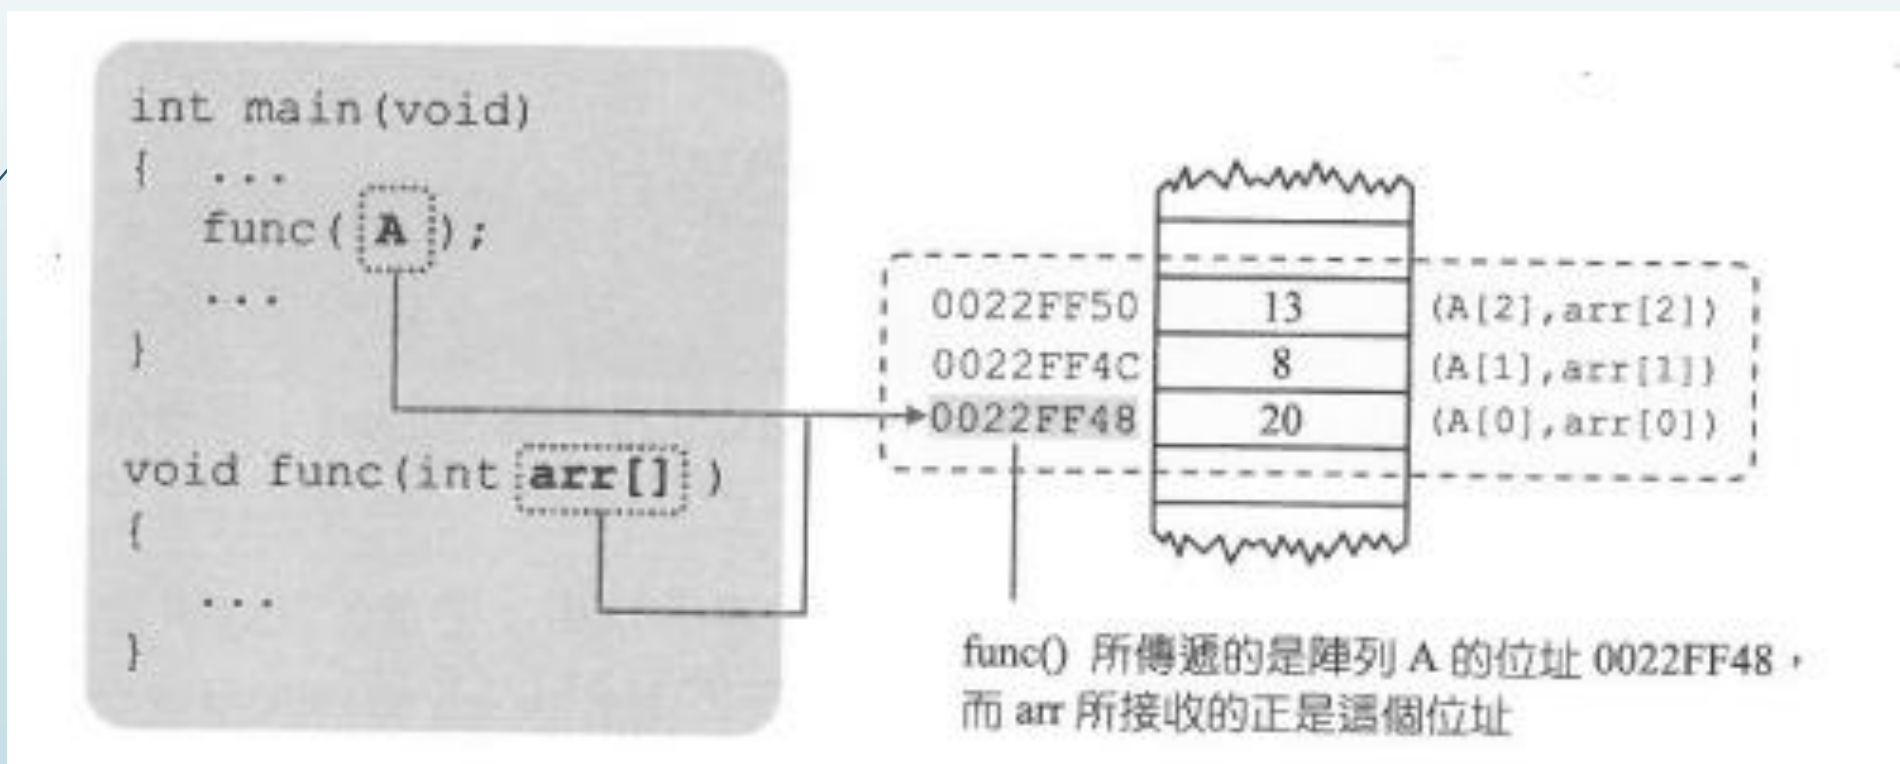 int main(void)
{ ...
func( A );
...
}
void func(int arr[] )
{
...
}
0022FF50 13 (A[2],arr[2])
0022FF4C 8 (A[1],arr[1])
0022FF48 20 (A[0],arr[0])
func() 所傳遞的是陣列 A 的位址 0022FF48，
而 arr 所接收的正是這個位址